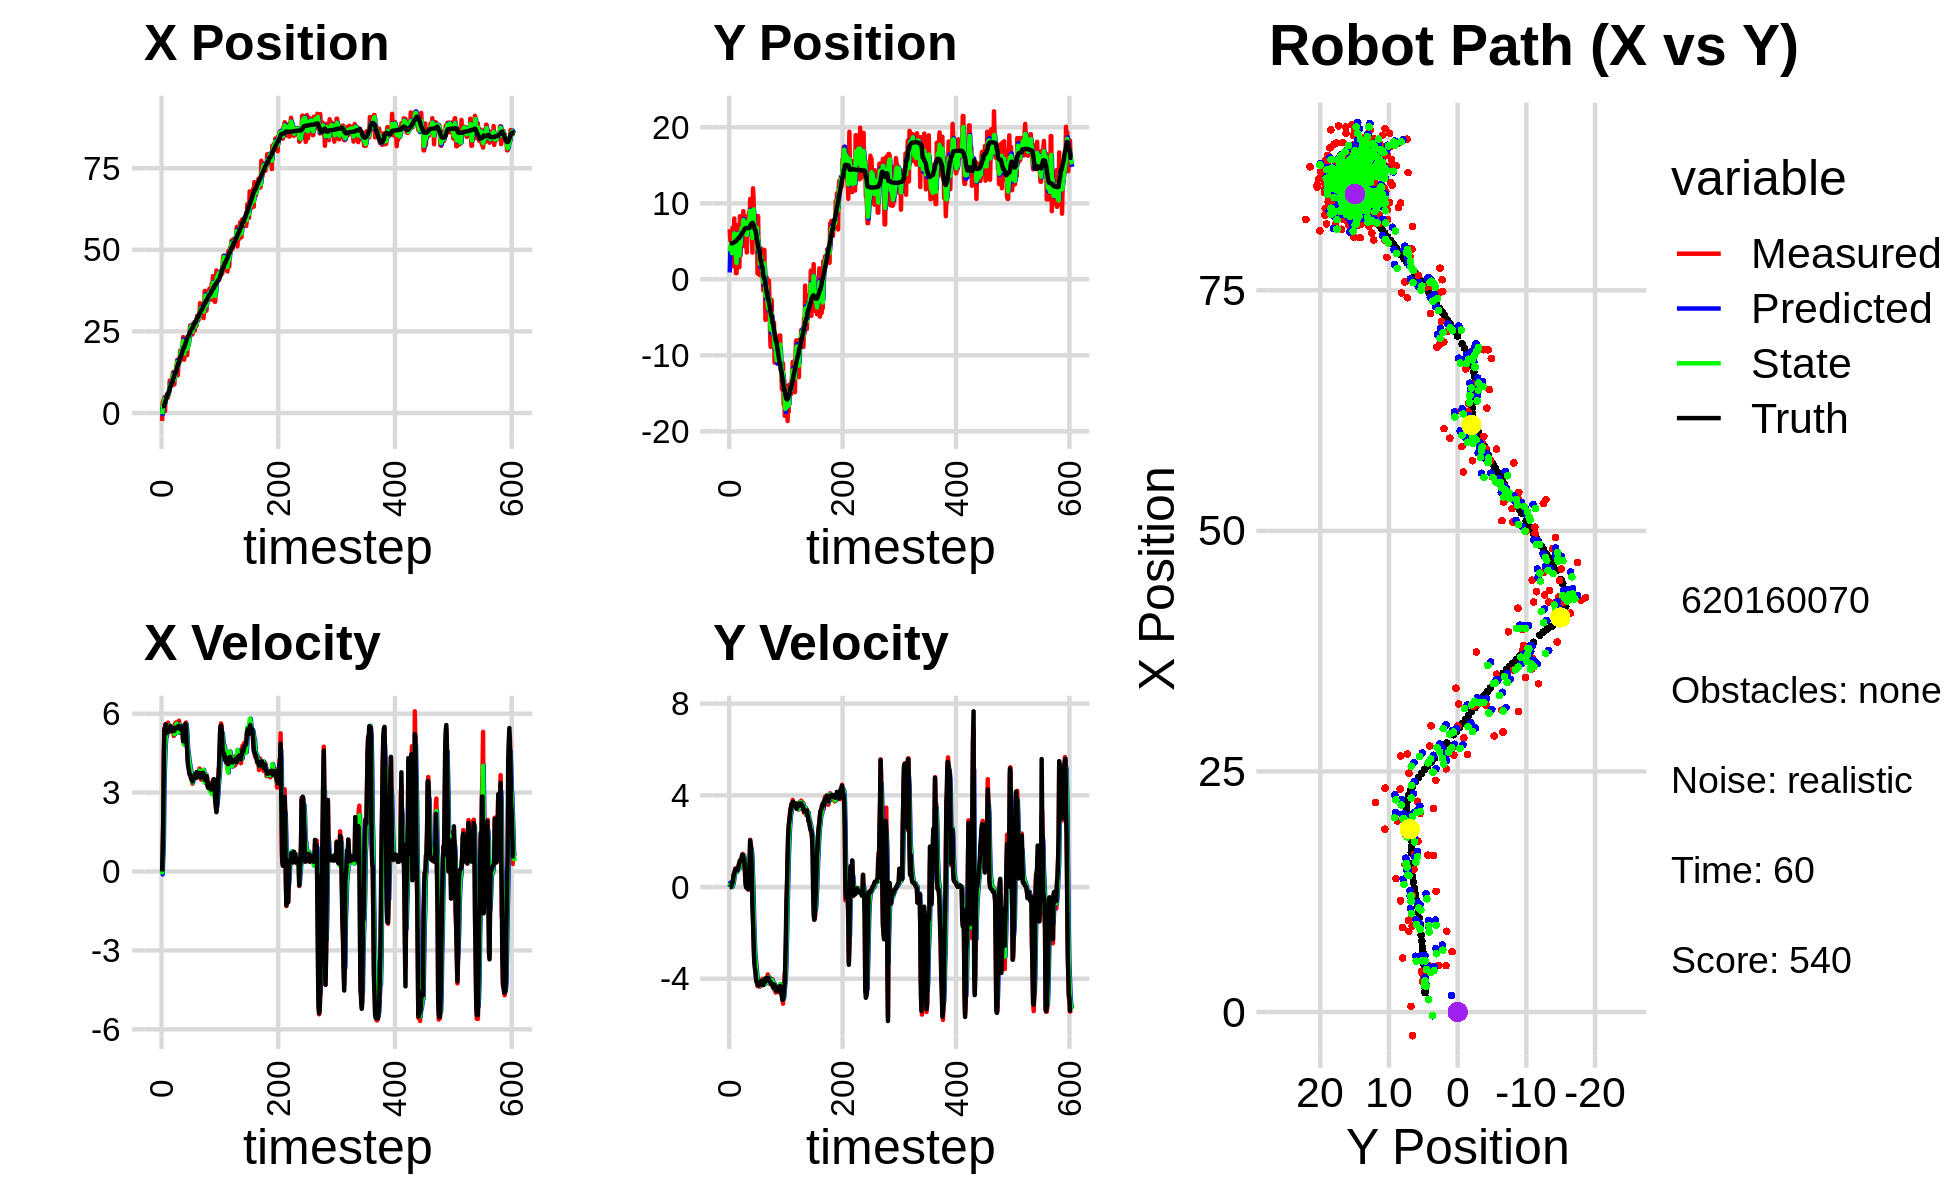 X Position
75
50
25
0
0
200
400
600
timestep
Y Position
20
10
0
-10
-20
0
200
400
600
timestep
X Velocity
6
3
0
-3
-6
0
200
400
600
timestep
Y Velocity
8
4
0
-4
0
200
400
600
timestep
Robot Path (X vs Y)
X Position
75
50
25
0
20
10
0
-10
-20
Y Position
variable
Measured
Predicted
State
Truth
620160070
Obstacles: none
Noise: realistic
Time: 60
Score: 540